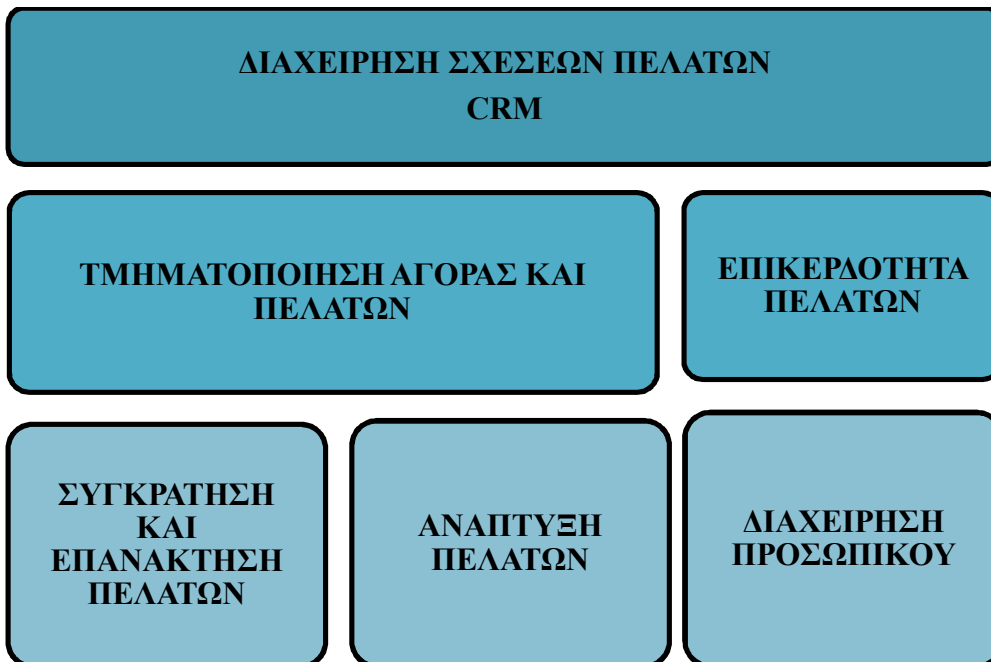 ΔΙΑΧΕΙΡΗΣΗ ΣΧΕΣΕΩΝ ΠΕΛΑΤΩΝ
CRM
ΤΜΗΜΑΤΟΠΟΙΗΣΗ ΑΓΟΡΑΣ ΚΑΙ
ΠΕΛΑΤΩΝ
ΕΠΙΚΕΡΔΟΤΗΤΑ
ΠΕΛΑΤΩΝ
ΣΥΓΚΡΑΤΗΣΗ
ΚΑΙ
ΕΠΑΝΑΚΤΗΣΗ
ΠΕΛΑΤΩΝ
ΑΝΑΠΤΥΞΗ
ΠΕΛΑΤΩΝ
ΔΙΑΧΕΙΡΗΣΗ
ΠΡΟΣΩΠΙΚΟΥ